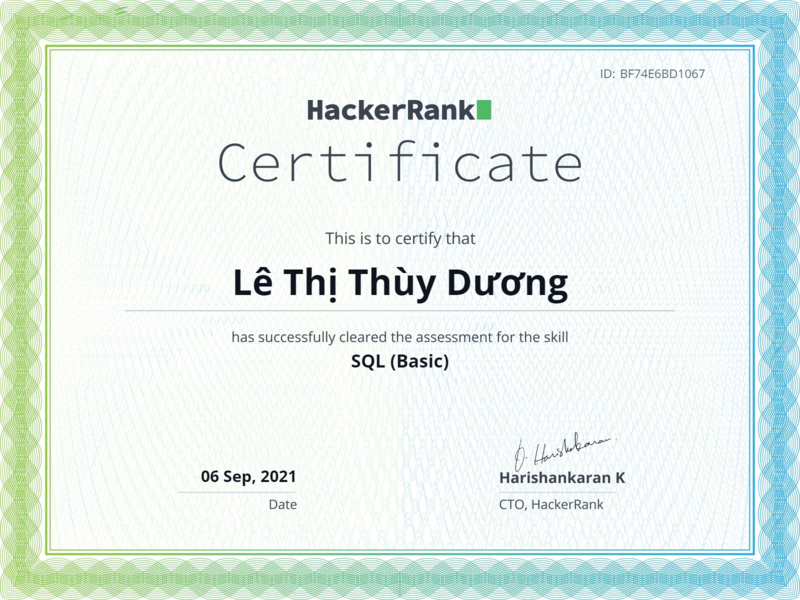 ID: BF74E6BD1067
HackerRank
Certificate
This is to certify that
Lê Thị Thùy Dương
has successfully cleared the assessment for the skill
SQL (Basic)
06 Sep, 2021
Date
Harishankaran K
CTO, HackerRank